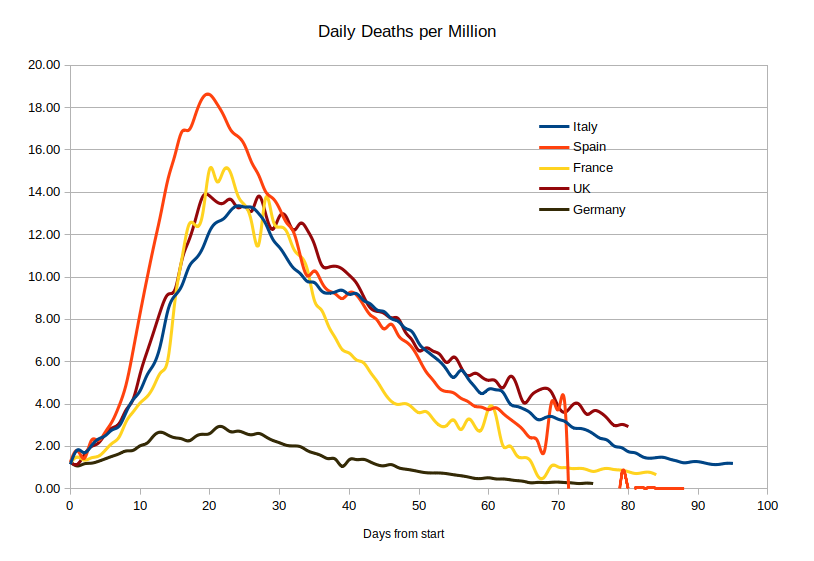 Daily Deaths per Million
20.00
18.00
16.00
14.00
12.00
10.00
8.00
6.00
4.00
2.00
0.00
Italy
Spain
France
UK
Germany
0 10 20 30 40 50 60 70 80 90 100
Days from start